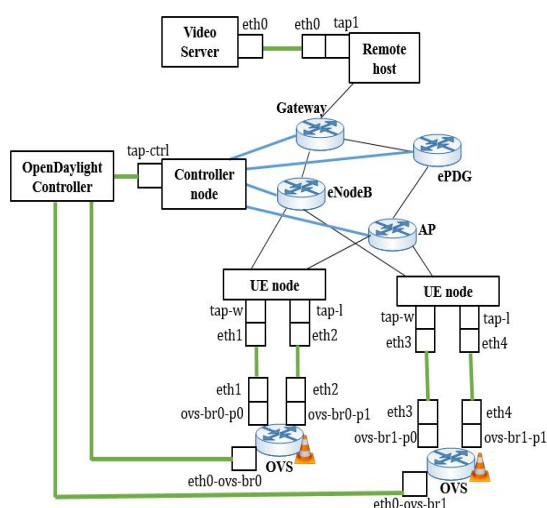 Video
Server
eth0
eth0
tap1
Remote
host
Gateway
tap-ctrl
OpenDaylight
Controller
Controller
node
ePDG
eNodeB
AP
UE node
UE node
tap-w
tap-l
eth1
eth2
tap-w
tap-l
eth3
eth4
eth1
eth2
ovs-br0-p0
ovs-br0-p1
eth3
eth4
ovs-br1-p0
ovs-br1-p1
OVS
eth0-ovs-br0
OVS
eth0-ovs-br1